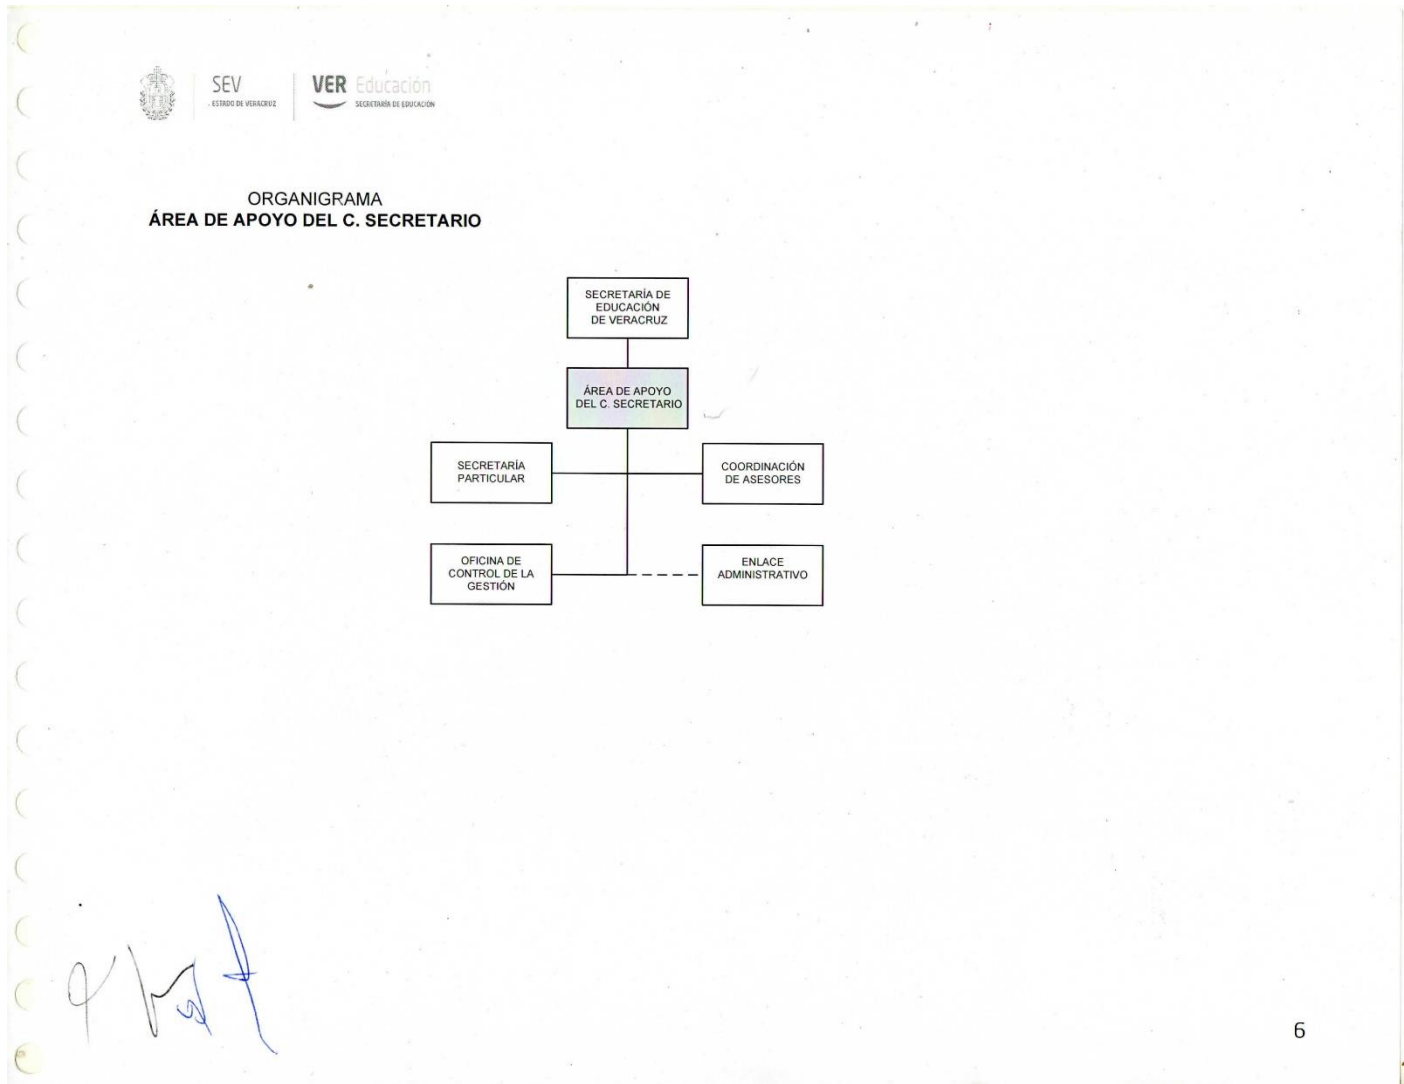 SEV
ESTADO DE VERACRUZ
VER Educación
SECRETARÍA DE EDUCACIÓN
ORGANIGRAMA
ÁREA DE APOYO DEL C. SECRETARIO
SECRETARÍA DE
EDUCACIÓN
DE VERACRUZ
ÁREA DE APOYO
DEL C. SECRETARIO
SECRETARÍA
PARTICULAR
COORDINACIÓN
DE ASESORES
OFICINA DE
CONTROL DE LA
GESTIÓN
ENLACE
ADMINISTRATIVO
6